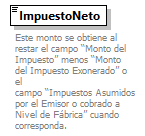 ImpuestoNeto
Este monto se obtiene al
restar el campo “Monto del
Impuesto” menos “Monto
del Impuesto Exonerado” o
el
campo “Impuestos Asumidos
por el Emisor o cobrado a
Nivel de Fábrica” cuando
corresponda.